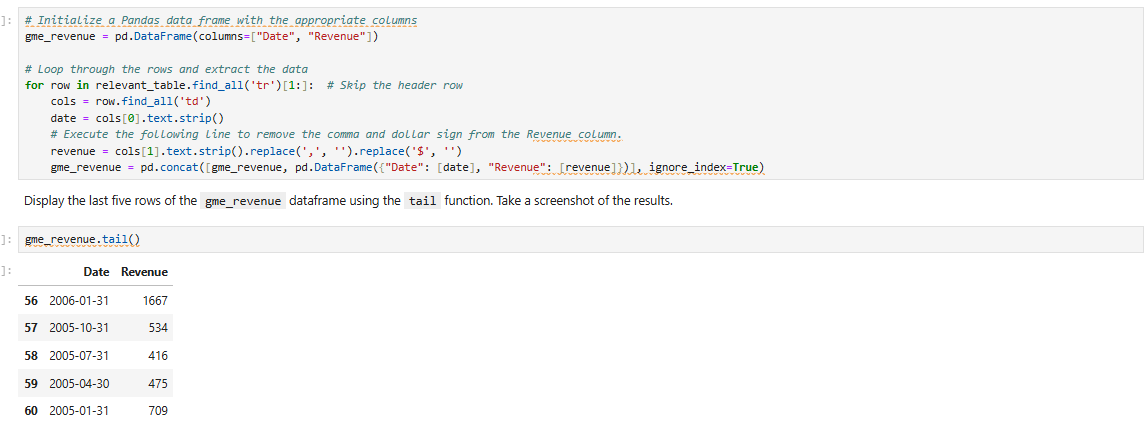 ]: # Initialize a Pandas data frame with the appropriate columns
gme_revenue = pd.DataFrame(columns=["Date", "Revenue"])
# Loop through the rows and extract the data
for row in relevant_table.find_all('tr')[1:]:  # Skip the header row
    cols = row.find_all('td')
    date = cols[0].text.strip()
    # Execute the following line to remove the comma and dollar sign from the Revenue column.
    revenue = cols[1].text.strip().replace(',', '').replace('$', '')
    gme_revenue = pd.concat([gme_revenue, pd.DataFrame({"Date": [date], "Revenue": [revenue]})], ignore_index=True)
Display the last five rows of the gme_revenue dataframe using the tail function. Take a screenshot of the results.
]: gme_revenue.tail()
]: Date Revenue
56 2006-01-31 1667
57 2005-10-31 534
58 2005-07-31 416
59 2005-04-30 475
60 2005-01-31 709